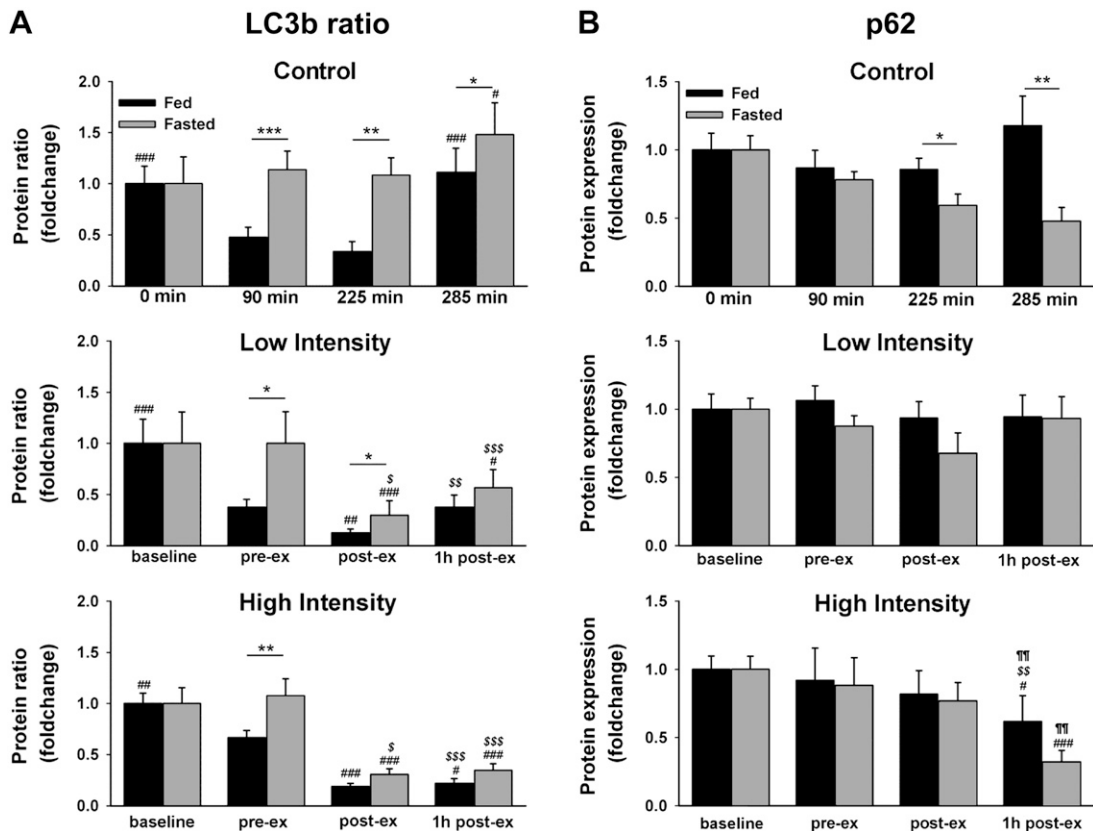 A
LC3b ratio
Control
Protein ratio
(foldchange)
2.0
1.5
1.0
0.5
0.0
Fed
Fasted
###
***
**
*
###
#
0 min
90 min
225 min
285 min
Low Intensity
Protein ratio
(foldchange)
2.0
1.5
1.0
0.5
0.0
###
*
*
##
$
###
$$
$$$
#
baseline
pre-ex
post-ex
1h post-ex
High Intensity
Protein ratio
(foldchange)
2.0
1.5
1.0
0.5
0.0
##
**
###
$
###
$$$
#
$$$
###
baseline
pre-ex
post-ex
1h post-ex
B
p62
Control
Protein expression
(foldchange)
1.5
1.0
0.5
0.0
Fed
Fasted
*
**
0 min
90 min
225 min
285 min
Low Intensity
Protein expression
(foldchange)
1.5
1.0
0.5
0.0
baseline
pre-ex
post-ex
1h post-ex
High Intensity
Protein expression
(foldchange)
1.5
1.0
0.5
0.0
¶¶
$$
#
¶¶
###
baseline
pre-ex
post-ex
1h post-ex